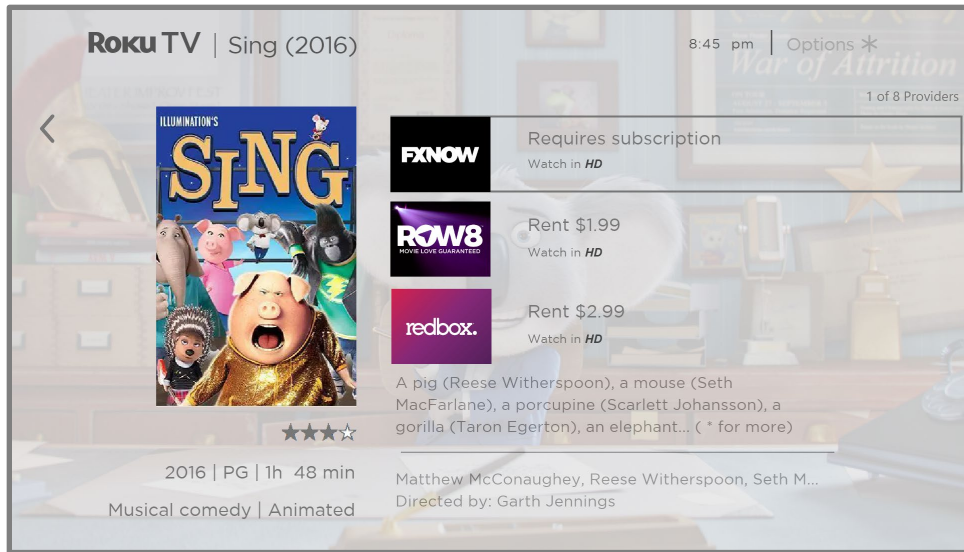 Roku TV | Sing (2016)
8:45 pm | Options *
War of Attrition
1 of 8 Providers
ILLUMINATION'S
SING
FXNOW
Requires subscription
Watch in HD
ROW8
MOVIE LOVE GUARANTEED
Rent $1.99
Watch in HD
redbox.
Rent $2.99
Watch in HD
A pig (Reese Witherspoon), a mouse (Seth
MacFarlane), a porcupine (Scarlett Johansson), a
gorilla (Taron Egerton), an elephant... ( * for more)
2016 | PG | 1h 48 min
Musical comedy | Animated
Matthew McConaughey, Reese Witherspoon, Seth M...
Directed by: Garth Jennings